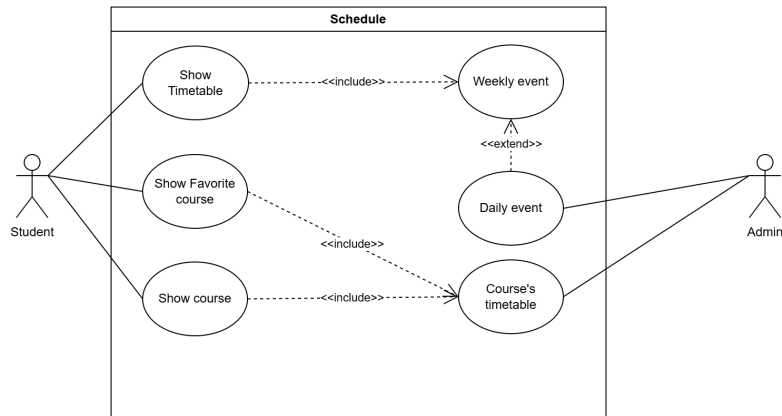 Schedule
Show
Timetable
<<include>>
Weekly event
<<extend>>
Show Favorite
course
Daily event
Student
Admin
<<include>>
Show course
<<include>>
Course's
timetable